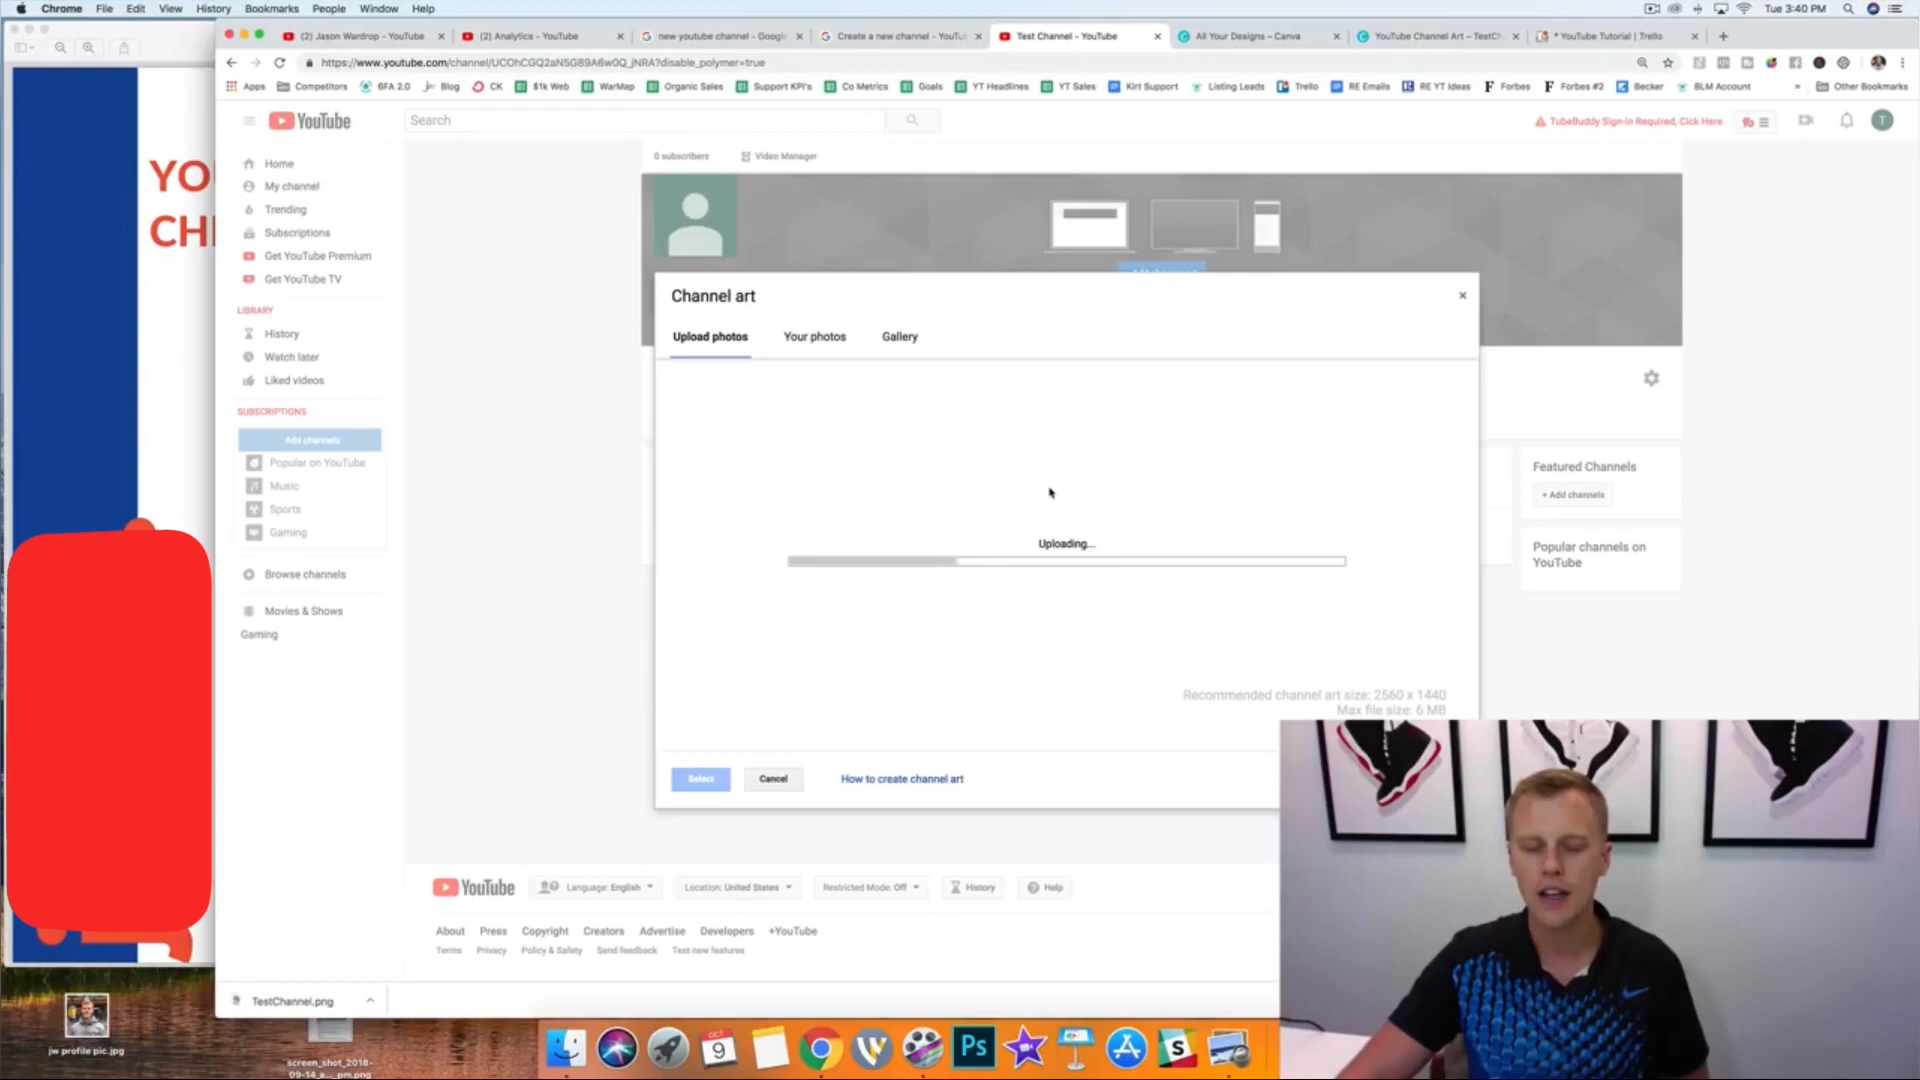 Chrome File Edit View History Bookmarks People Window Help
Tue 3:40 PM
(2) Jason Wardrop - YouTube
(2) Analytics - YouTube
new youtube channel - Google
Create a new channel - YouTu
Test Channel - YouTube
All Your Designs – Canva
YouTube Channel Art – TestCh
* YouTube Tutorial | Trello
https://www.youtube.com/channel/UCOhCGQ2aN5G89A6w0Q_jNRA?disable_polymer=true
Apps Competitors 6FA 2.0 Blog CK $1k Web WarMap Organic Sales Support KPI's Co Metrics Goals YT Headlines YT Sales Kirt Support Listing Leads Trello RE Emails RE YT Ideas Forbes Forbes #2 Becker BLM Account » Other Bookmarks
YouTube
Search
TubeBuddy Sign-in Required, Click Here
T
YO
CH
Home
My channel
Trending
Subscriptions
Get YouTube Premium
Get YouTube TV
LIBRARY
History
Watch later
Liked videos
SUBSCRIPTIONS
Add channels
Popular on YouTube
Music
Sports
Gaming
Browse channels
Movies & Shows
Gaming
0 subscribers Video Manager
Channel art
Upload photos Your photos Gallery
Uploading...
Recommended channel art size: 2560 x 1440
Max file size: 6 MB
Select Cancel How to create channel art
Featured Channels
+ Add channels
Popular channels on
YouTube
YouTube Language: English Location: United States Restricted Mode: Off History Help
About Press Copyright Creators Advertise Developers +YouTube
Terms Privacy Policy & Safety Send feedback Test new features
TestChannel.png
jw profile pic.jpg
screen_shot_2018-
09-14_a..._pm.png
OCT
9
Ps
S